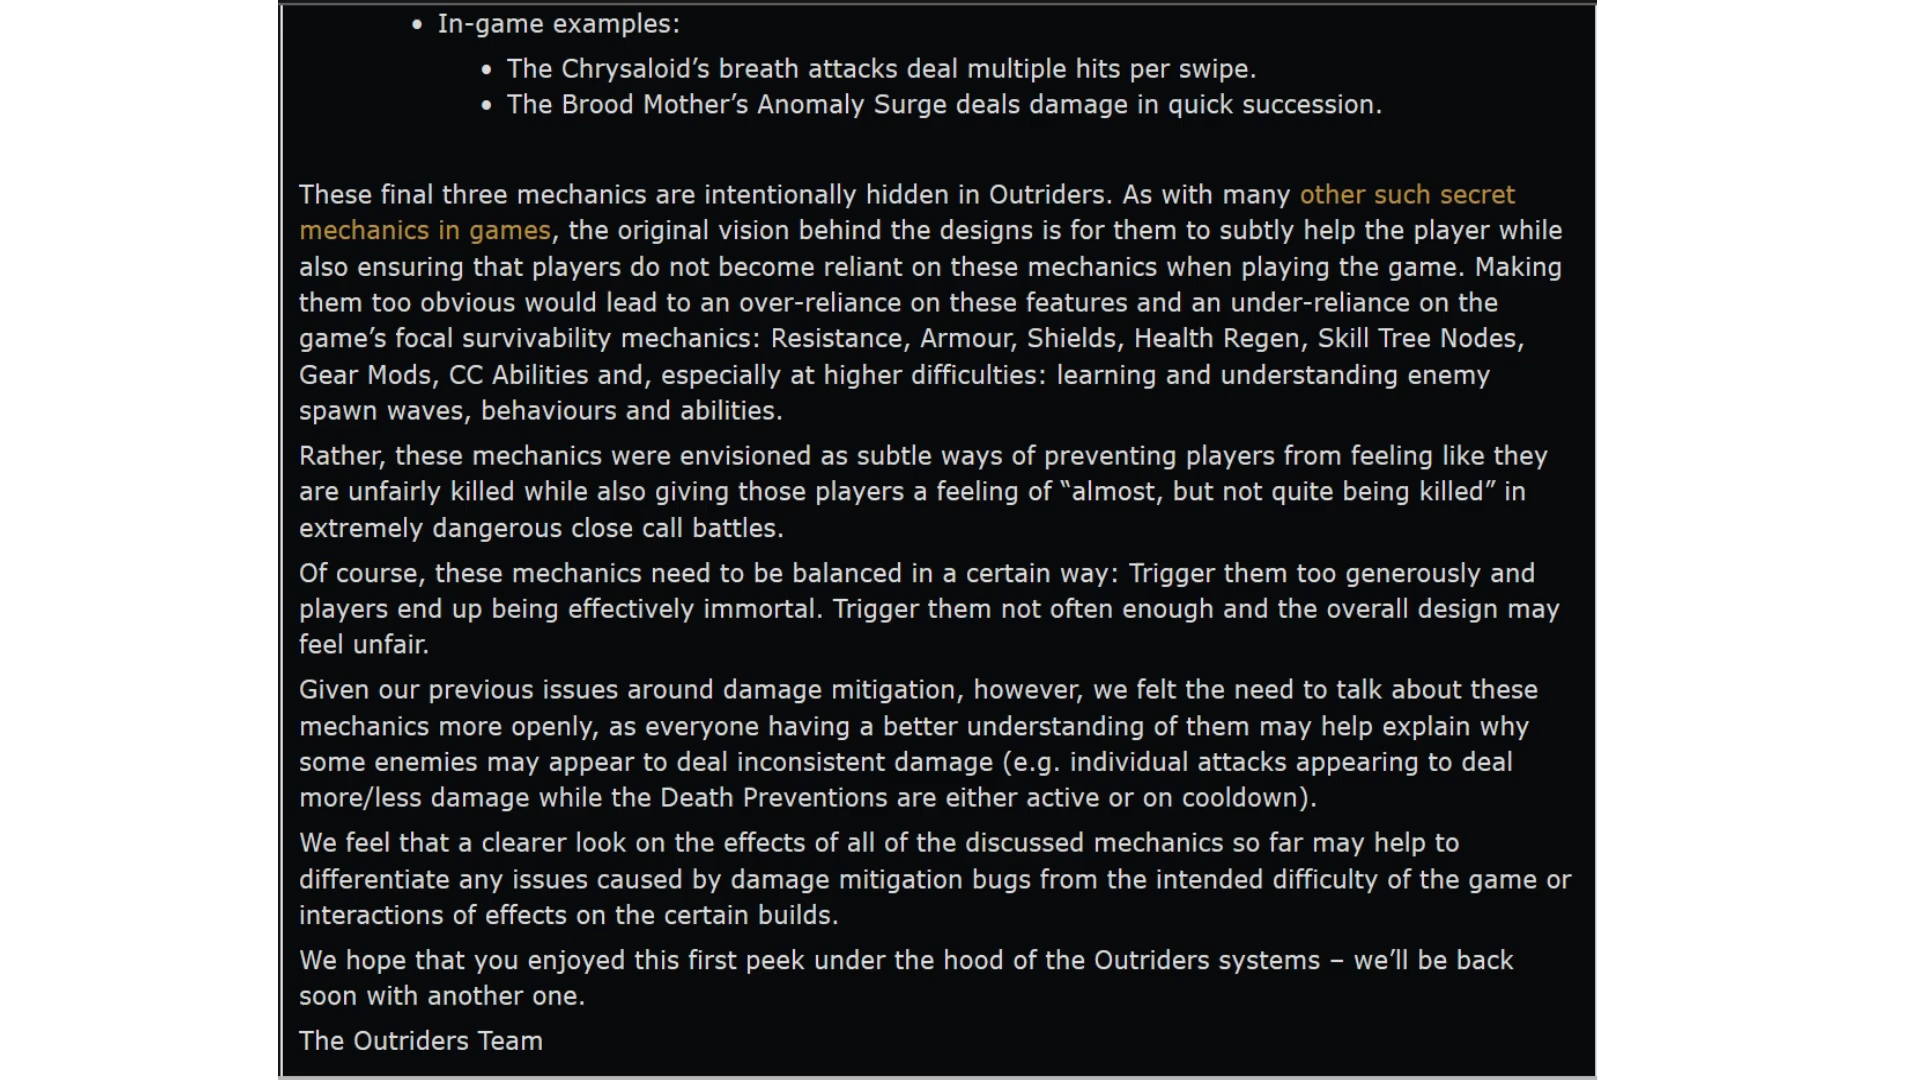 • In-game examples:
• The Chrysaloid’s breath attacks deal multiple hits per swipe.
• The Brood Mother’s Anomaly Surge deals damage in quick succession.
These final three mechanics are intentionally hidden in Outriders. As with many other such secret
mechanics in games, the original vision behind the designs is for them to subtly help the player while
also ensuring that players do not become reliant on these mechanics when playing the game. Making
them too obvious would lead to an over-reliance on these features and an under-reliance on the
game’s focal survivability mechanics: Resistance, Armour, Shields, Health Regen, Skill Tree Nodes,
Gear Mods, CC Abilities and, especially at higher difficulties: learning and understanding enemy
spawn waves, behaviours and abilities.
Rather, these mechanics were envisioned as subtle ways of preventing players from feeling like they
are unfairly killed while also giving those players a feeling of “almost, but not quite being killed” in
extremely dangerous close call battles.
Of course, these mechanics need to be balanced in a certain way: Trigger them too generously and
players end up being effectively immortal. Trigger them not often enough and the overall design may
feel unfair.
Given our previous issues around damage mitigation, however, we felt the need to talk about these
mechanics more openly, as everyone having a better understanding of them may help explain why
some enemies may appear to deal inconsistent damage (e.g. individual attacks appearing to deal
more/less damage while the Death Preventions are either active or on cooldown).
We feel that a clearer look on the effects of all of the discussed mechanics so far may help to
differentiate any issues caused by damage mitigation bugs from the intended difficulty of the game or
interactions of effects on the certain builds.
We hope that you enjoyed this first peek under the hood of the Outriders systems – we’ll be back
soon with another one.
The Outriders Team